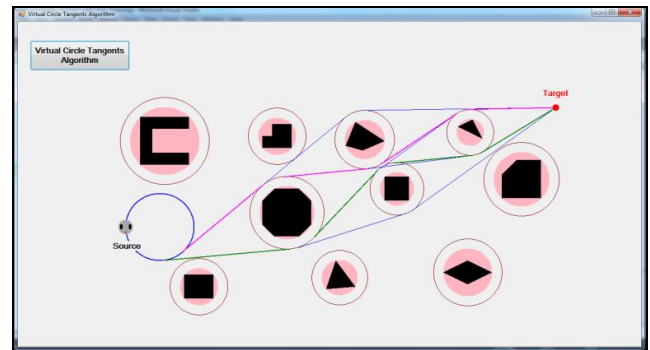 Virtual Circle Tangents Algorithm
Virtual Circle Tangents
Algorithm
Target
Source